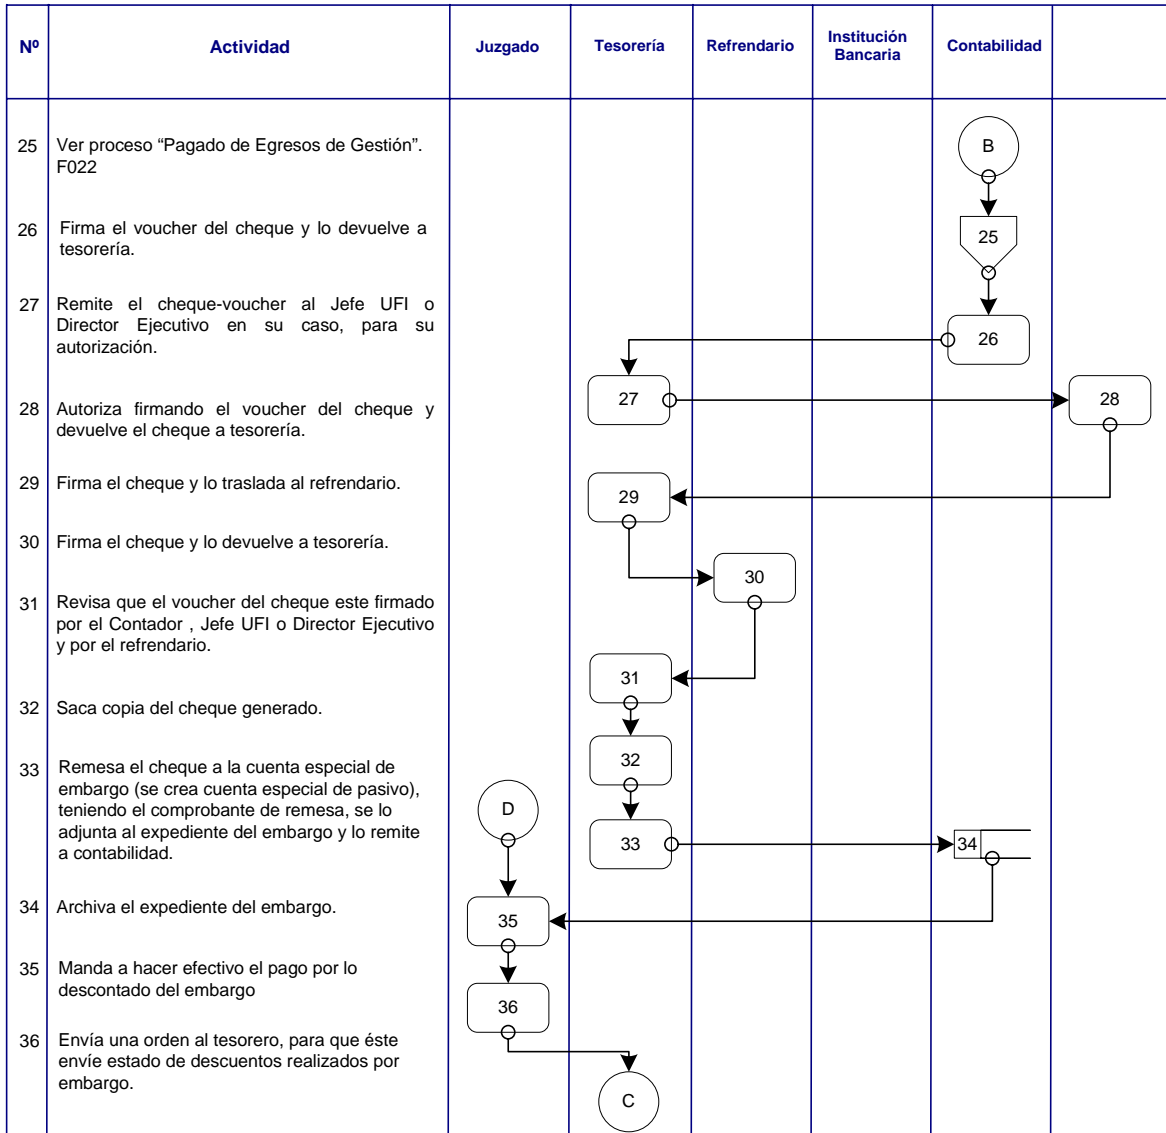 Nº
Actividad
Juzgado
Tesorería
Refrendario
Institución
Bancaria
Contabilidad
25
Ver proceso “Pagado de Egresos de Gestión”.
F022
26
Firma el voucher del cheque y lo devuelve a
tesorería.
27
Remite el cheque-voucher al Jefe UFI o
Director Ejecutivo en su caso, para su
autorización.
28
Autoriza firmando el voucher del cheque y
devuelve el cheque a tesorería.
29
Firma el cheque y lo traslada al refrendario.
30
Firma el cheque y lo devuelve a tesorería.
31
Revisa que el voucher del cheque este firmado
por el Contador , Jefe UFI o Director Ejecutivo
y por el refrendario.
32
Saca copia del cheque generado.
33
Remesa el cheque a la cuenta especial de
embargo (se crea cuenta especial de pasivo),
teniendo el comprobante de remesa, se lo
adjunta al expediente del embargo y lo remite
a contabilidad.
34
Archiva el expediente del embargo.
35
Manda a hacer efectivo el pago por lo
descontado del embargo
36
Envía una orden al tesorero, para que éste
envíe estado de descuentos realizados por
embargo.
B
25
26
27
28
29
30
31
32
D
33
34
35
36
C